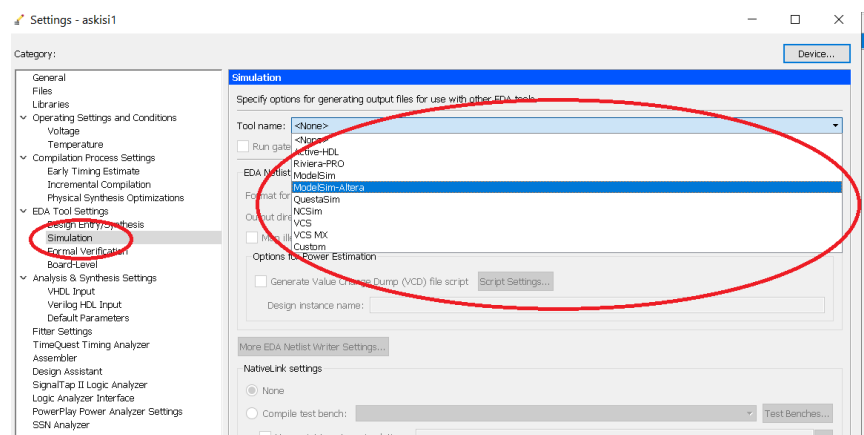 Settings - askisi1
Category:
Device...
General
Files
Libraries
Operating Settings and Conditions
Voltage
Temperature
Compilation Process Settings
Early Timing Estimate
Incremental Compilation
Physical Synthesis Optimizations
EDA Tool Settings
Design Entry/Synthesis
Simulation
Formal Verification
Board-Level
Analysis & Synthesis Settings
VHDL Input
Verilog HDL Input
Default Parameters
Fitter Settings
TimeQuest Timing Analyzer
Assembler
Design Assistant
SignalTap II Logic Analyzer
Logic Analyzer Interface
PowerPlay Power Analyzer Settings
SSN Analyzer
Simulation
Specify options for generating output files for use with other EDA tools.
Tool name: <None>
<None>
Run gate
Active-HDL
Riviera-PRO
EDA Netlist
ModelSim
ModelSim-Altera
Format for
QuestaSim
NCSim
Output dire
VCS
VCS MX
Map ille
Custom
Options for Power Estimation
Generate Value Change Dump (VCD) file script Script Settings...
Design instance name:
More EDA Netlist Writer Settings...
NativeLink settings
None
Compile test bench: Test Benches...